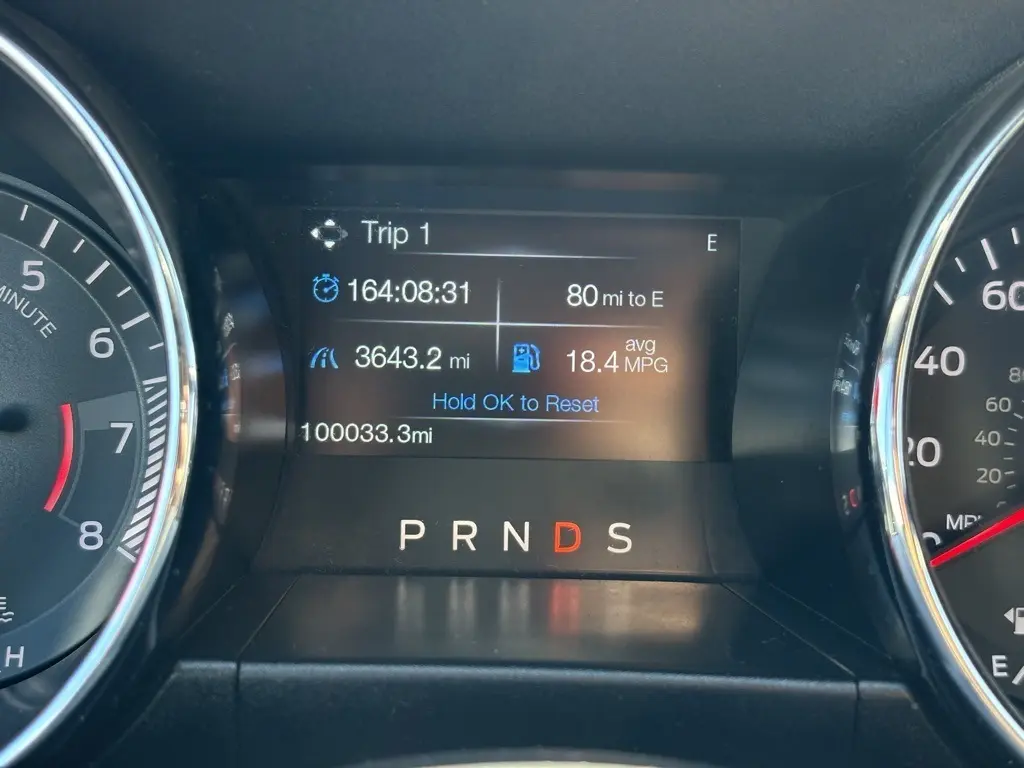 Trip 1
E
164:08:31
80 mi to E
3643.2 mi
18.4 avg MPG
Hold OK to Reset
100033.3mi
P R N D S
5
MINUTE
6
7
8
H
60
40
20
80
60
40
20
E